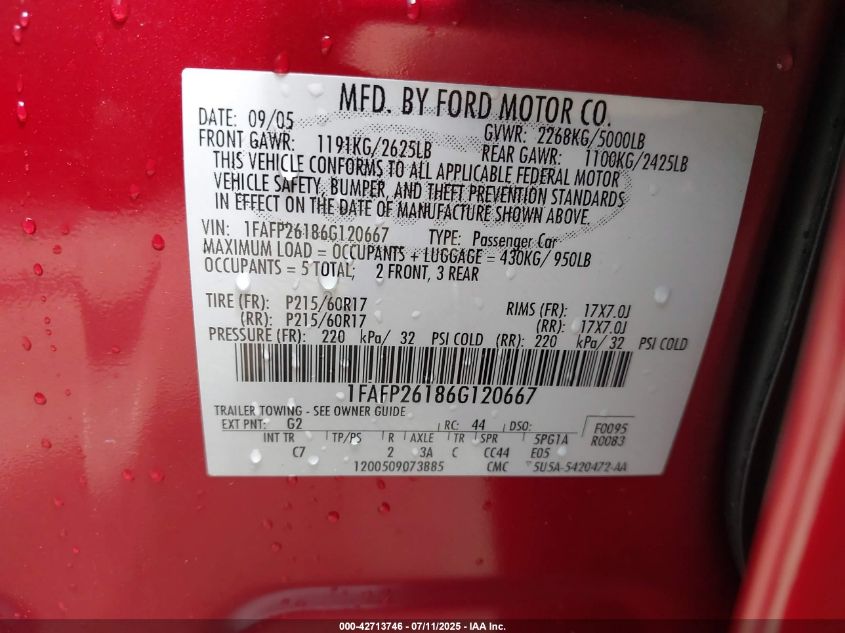 MFD. BY FORD MOTOR CO.
DATE: 09/05 GVWR: 2268KG/5000LB
FRONT GAWR: 1191KG/2625LB REAR GAWR: 1100KG/2425LB
THIS VEHICLE CONFORMS TO ALL APPLICABLE FEDERAL MOTOR
VEHICLE SAFETY, BUMPER, AND THEFT PREVENTION STANDARDS
IN EFFECT ON THE DATE OF MANUFACTURE SHOWN ABOVE.
VIN: 1FAFP26186G120667 TYPE: Passenger Car
MAXIMUM LOAD = OCCUPANTS + LUGGAGE = 430KG/ 950LB
OCCUPANTS = 5 TOTAL; 2 FRONT, 3 REAR
TIRE (FR): P215/60R17 RIMS (FR): 17X7.0J
(RR): P215/60R17 (RR): 17X7.0J
PRESSURE (FR): 220 kPa/ 32 PSI COLD (RR): 220 kPa/32 PSI COLD
1FAFP26186G120667
TRAILER TOWING - SEE OWNER GUIDE
EXT PNT: G2 RC: 44 DSO: F0095
INT TR TP/PS R AXLE TR SPR 5PG1A R0083
C7 2 3A C CC44 E05
1200509073885 CMC 5U5A-5420472-AA
000-42713746 - 07/11/2025 - IAA Inc.